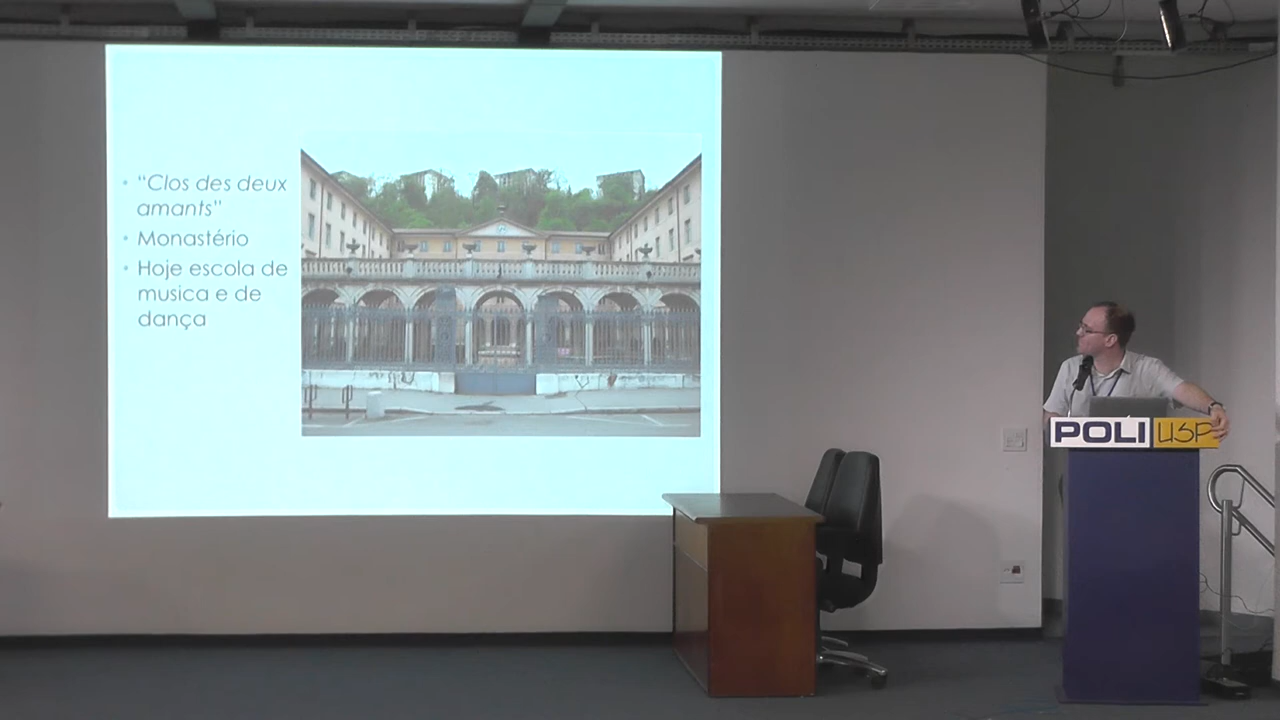 “Clos des deux
amants”
Monastério
Hoje escola de
musica e de
dança
POLI USP